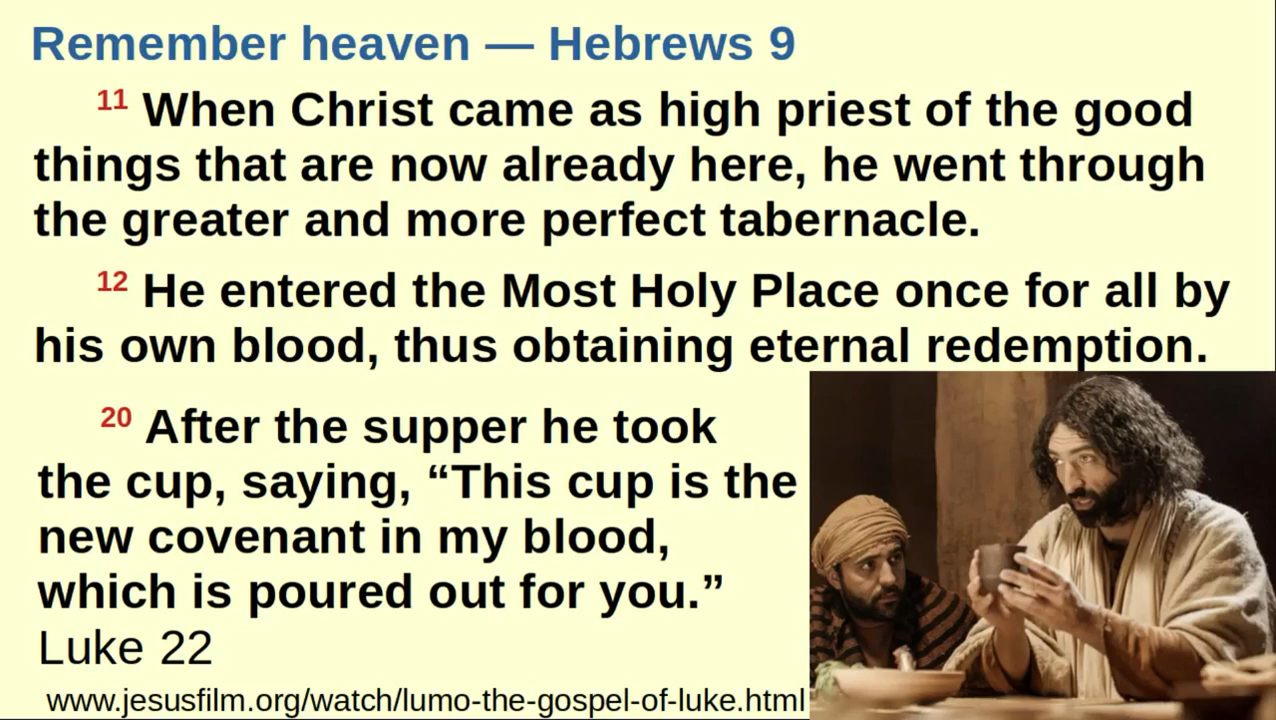 Remember heaven — Hebrews 9
11 When Christ came as high priest of the good
things that are now already here, he went through
the greater and more perfect tabernacle.
12 He entered the Most Holy Place once for all by
his own blood, thus obtaining eternal redemption.
20 After the supper he took
the cup, saying, “This cup is the
new covenant in my blood,
which is poured out for you.”
Luke 22
www.jesusfilm.org/watch/lumo-the-gospel-of-luke.html